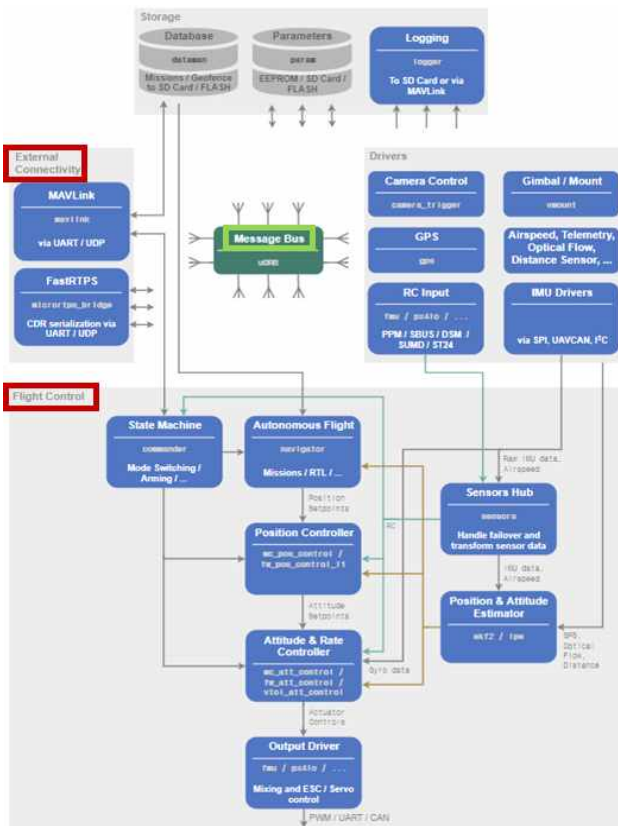 Storage
Database
dataman
Missions / Geofence
to SD Card / FLASH
Parameters
param
EEPROM / SD Card /
FLASH
Logging
logger
To SD Card or via
MAVLink
External
Connectivity
MAVLink
mavlink
via UART / UDP
FastRTPS
micrortps_bridge
CDR serialization via
UART / UDP
Message Bus
uORB
Drivers
Camera Control
camera_trigger
Gimbal / Mount
vmount
GPS
gps
Airspeed, Telemetry,
Optical Flow,
Distance Sensor, ...
RC Input
fmu / px4io / ...
PPM / SBUS / DSM /
SUMD / ST24
IMU Drivers
via SPI, UAVCAN, I²C
Flight Control
State Machine
commander
Mode Switching /
Arming / ...
Autonomous Flight
navigator
Missions / RTL / ...
Raw IMU data,
Airspeed
Sensors Hub
sensors
Handle failover and
transform sensor data
Position
Setpoints
RC
Position Controller
mc_pos_control /
fw_pos_control_l1
IMU data,
Airspeed
Position & Attitude
Estimator
ekf2 / lpe
Attitude
Setpoints
GPS,
Optical
Flow,
Distance
Attitude & Rate
Controller
mc_att_control /
fw_att_control /
vtol_att_control
Gyro data
Actuator
Controls
Output Driver
fmu / px4io / ...
Mixing and ESC / Servo
control
PWM / UART / CAN